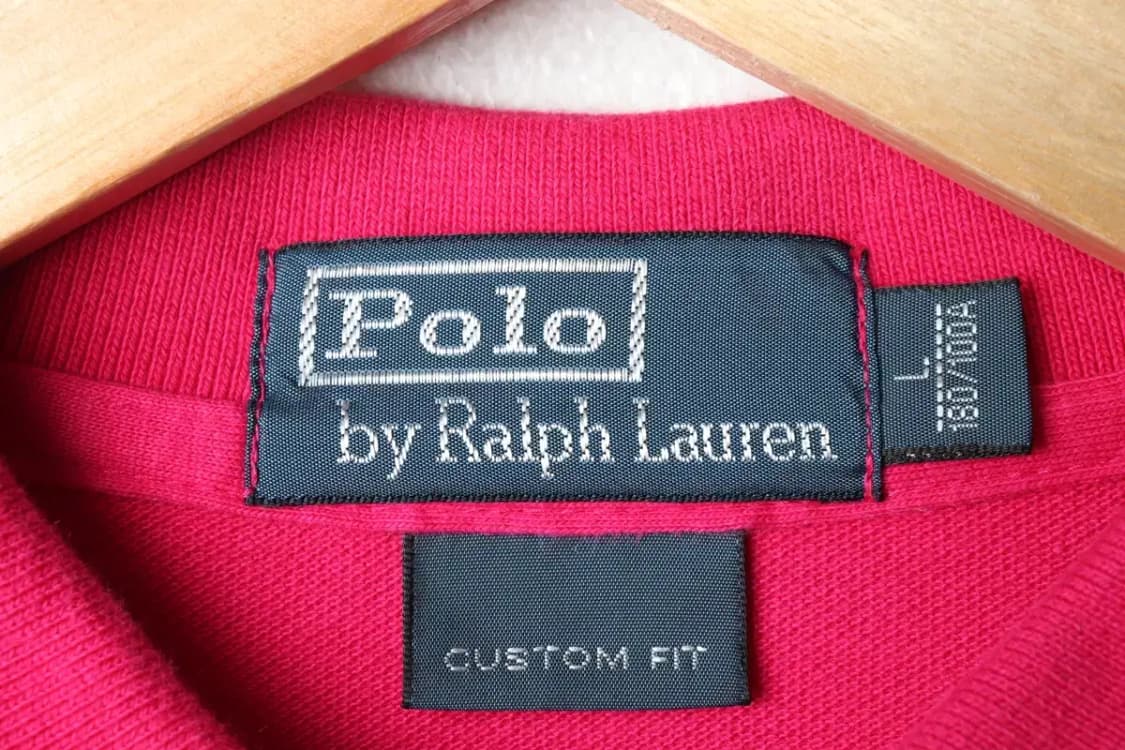 Polo
by Ralph Lauren
L
180/100A
CUSTOM FIT